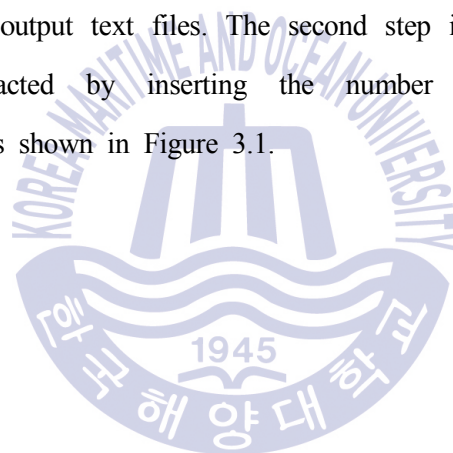 output text files. The second step i
acted by inserting the number
s shown in Figure 3.1.
KOREA MARITIME AND OCEAN UNIVERSITY
1945
한국해양대학교